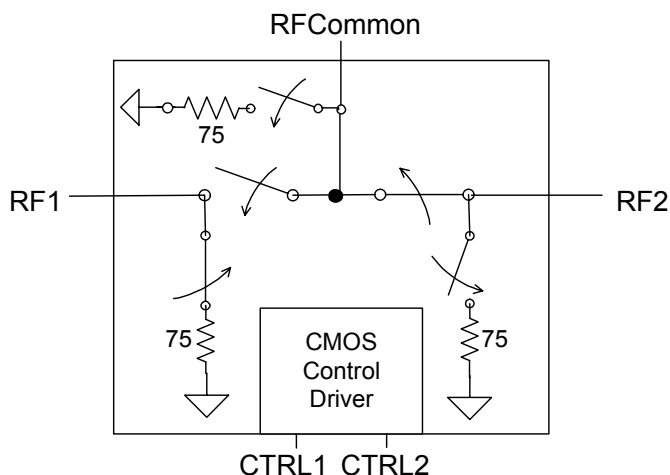 RFCommon
75
RF1
RF2
75
75
CMOS
Control
Driver
CTRL1 CTRL2